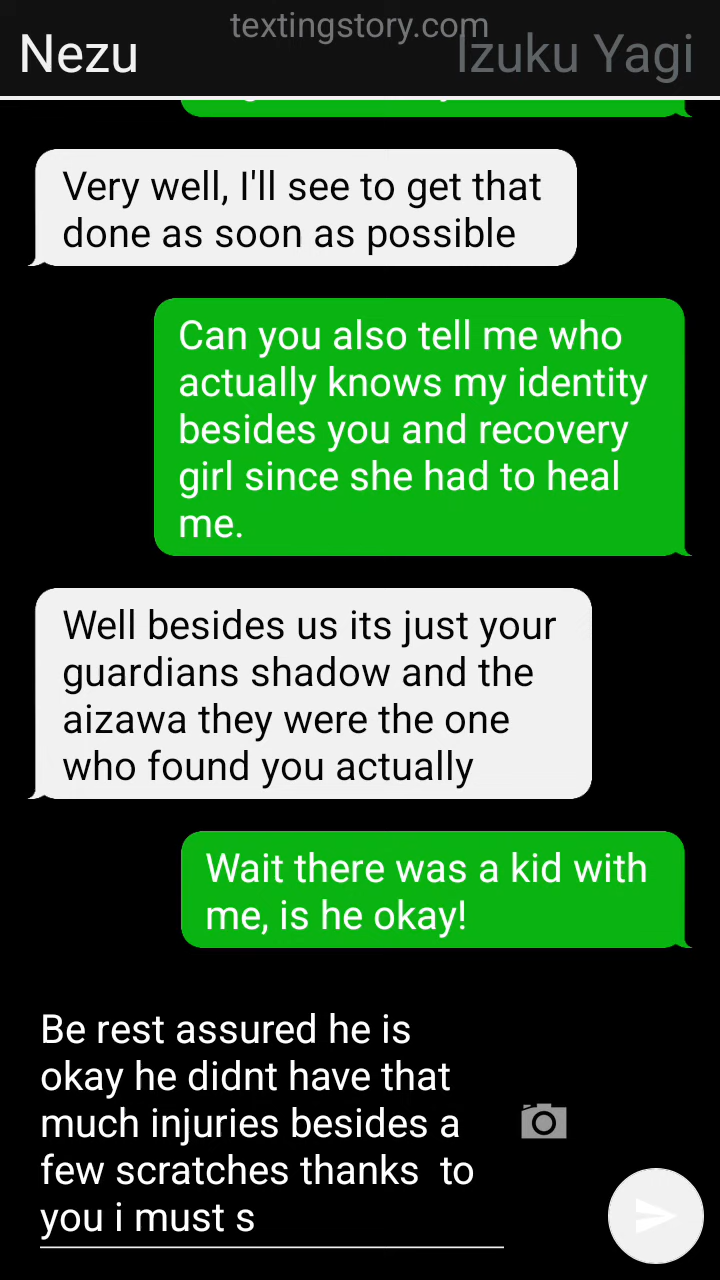 textingstory.com
Nezu
Izuku Yagi
Very well, I'll see to get that
done as soon as possible
Can you also tell me who
actually knows my identity
besides you and recovery
girl since she had to heal
me.
Well besides us its just your
guardians shadow and the
aizawa they were the one
who found you actually
Wait there was a kid with
me, is he okay!
Be rest assured he is
okay he didnt have that
much injuries besides a
few scratches thanks  to
you i must s